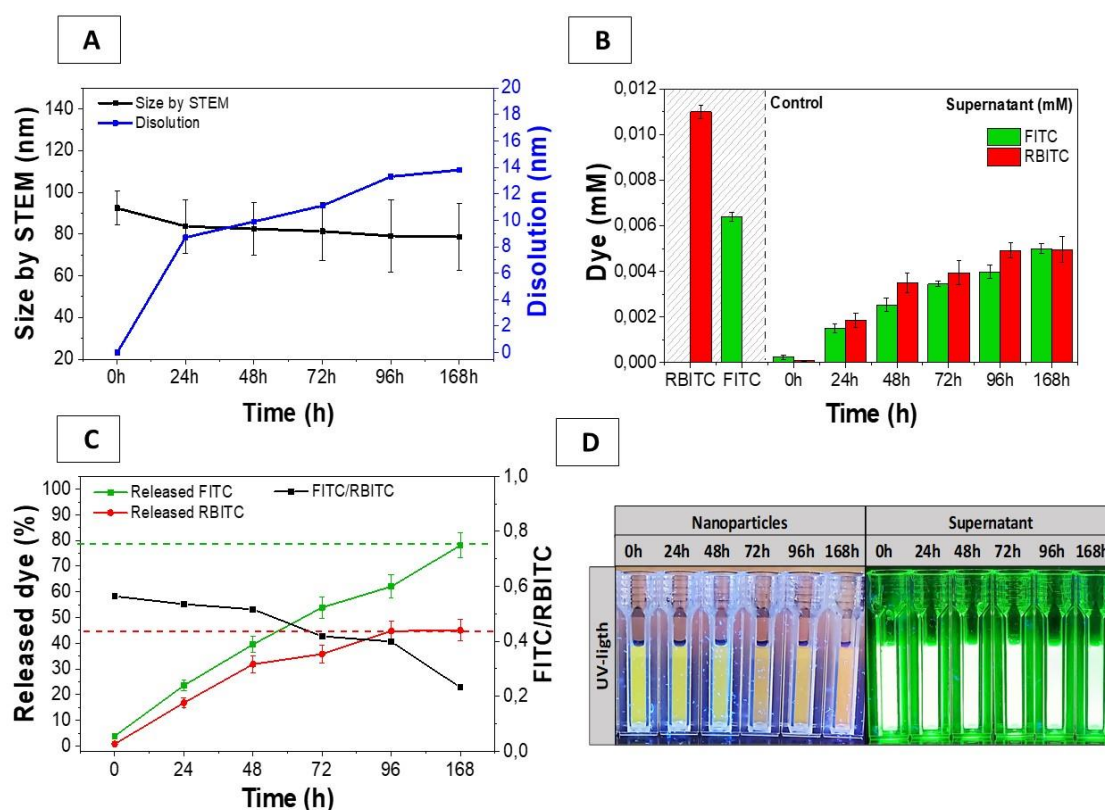 A
Size by STEM
Disolution
Size by STEM (nm)
140
120
100
80
60
40
20
Disolution (nm)
20
18
16
14
12
10
8
6
4
2
0
0h 24h 48h 72h 96h 168h
Time (h)
B
Control
Supernatant (mM)
FITC
RBITC
Dye (mM)
0,012
0,010
0,008
0,006
0,004
0,002
0,000
RBITC FITC 0h 24h 48h 72h 96h 168h
Time (h)
C
Released FITC
Released RBITC
FITC/RBITC
Released dye (%)
100
90
80
70
60
50
40
30
20
10
0
FITC/RBITC
1,0
0,8
0,6
0,4
0,2
0,0
0 24 48 72 96 168
Time (h)
D
Nanoparticles Supernatant
0h 24h 48h 72h 96h 168h 0h 24h 48h 72h 96h 168h
UV-ligth